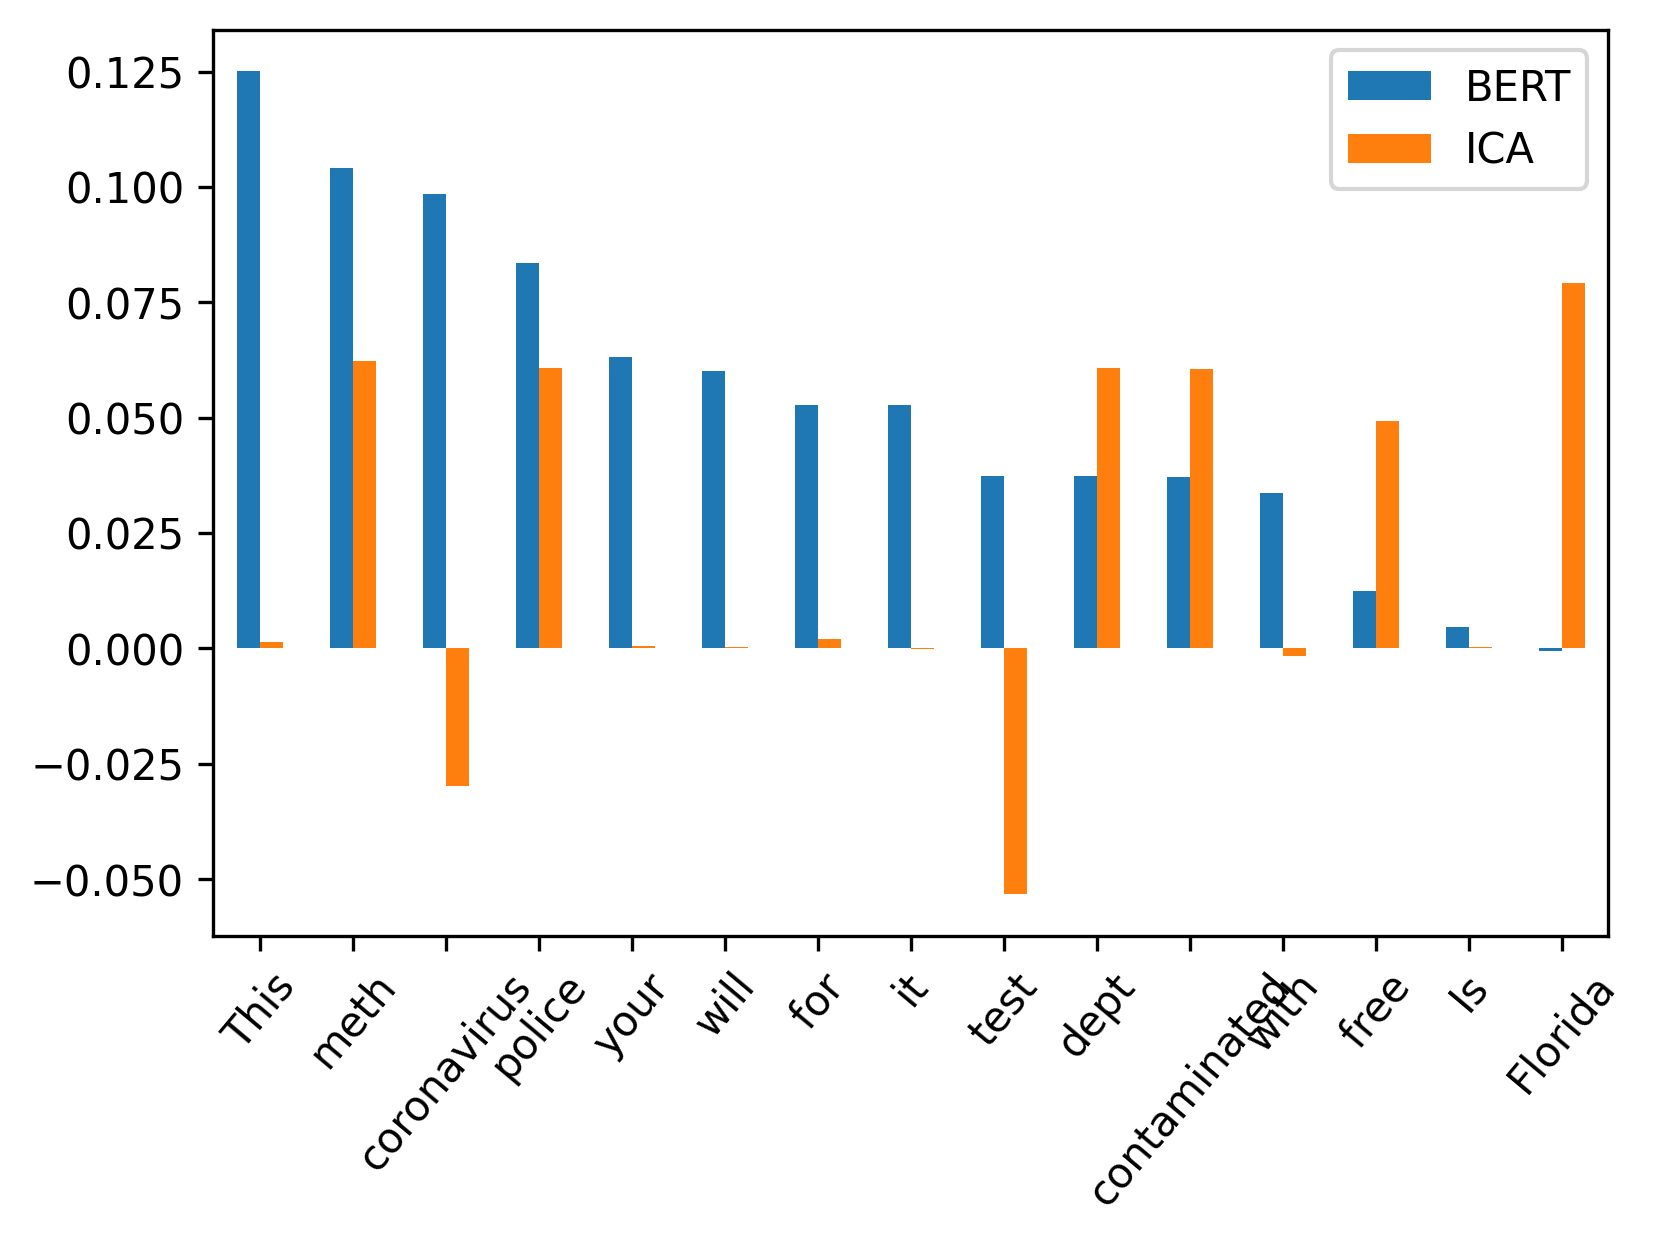 0.125
0.100
0.075
0.050
0.025
0.000
−0.025
−0.050
BERT
ICA
This
meth
coronavirus
police
your
will
for
it
test
dept
contaminated
with
free
Is
Florida